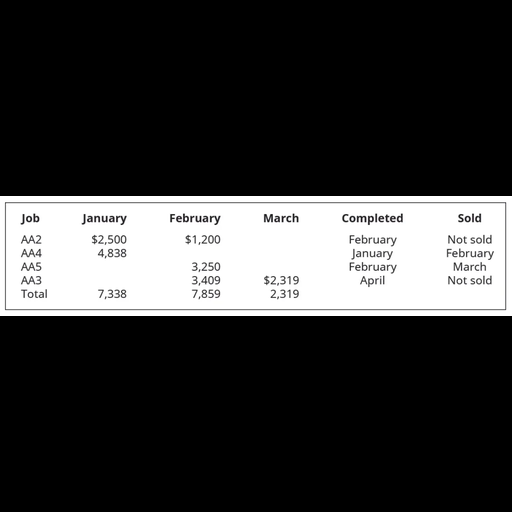 Job January February March Completed Sold
AA2 $2,500 $1,200 February Not sold
AA4 4,838 January February
AA5 3,250 February March
AA3 3,409 $2,319 April Not sold
Total 7,338 7,859 2,319